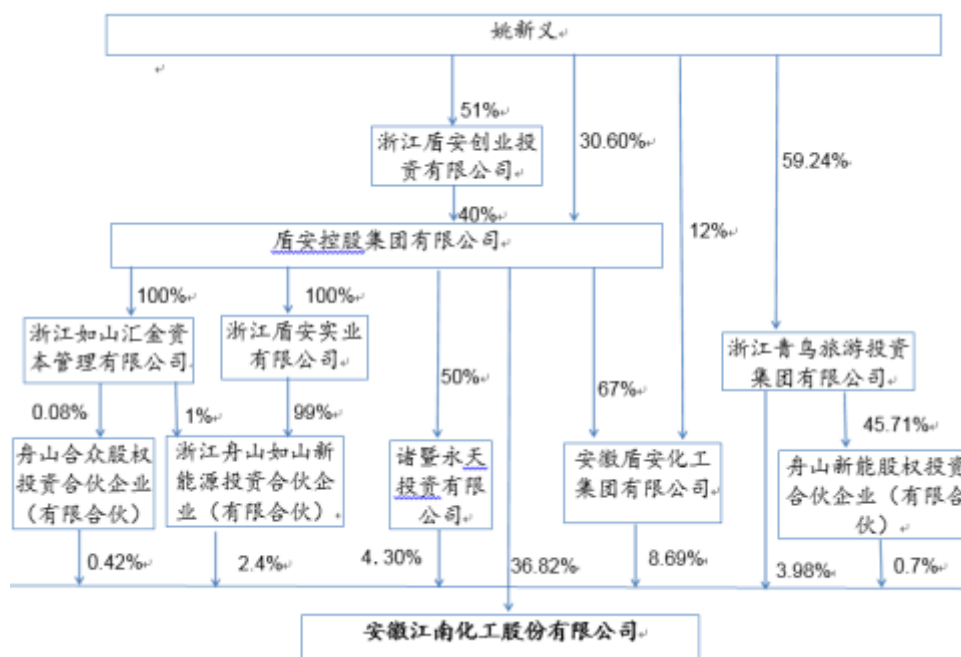 姚新义
51%
浙江盾安创业投
资有限公司
30.60%
59.24%
40%
12%
盾安控股集团有限公司
100%
100%
浙江如山汇金资
本管理有限公司
浙江盾安实业
有限公司
50%
67%
浙江青鸟旅游投资
集团有限公司
0.08%
1%
99%
45.71%
舟山合众股权
投资合伙企业
(有限合伙)
浙江舟山如山新
能源投资合伙企
业(有限合伙)
诸暨永天
投资有限
公司
安徽盾安化工
集团有限公司
舟山新能股权投资
合伙企业(有限合
伙)
0.42%
2.4%
4.30%
36.82%
8.69%
3.98%
0.7%
安徽江南化工股份有限公司